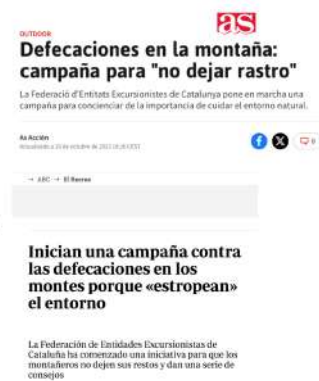 as
OUTDOOR
Defecaciones en la montaña:
campaña para "no dejar rastro"
La Federació d'Entitats Excursionistes de Catalunya pone en marcha una
campaña para concienciar de la importancia de cuidar el entorno natural.
As Acción
→ ABC → El Recreo
Inician una campaña contra
las defecaciones en los
montes porque «estropean»
el entorno
La Federación de Entidades Excursionistas de
Cataluña ha comenzado una iniciativa para que los
montañeros no dejen sus restos y dan una serie de
consejos